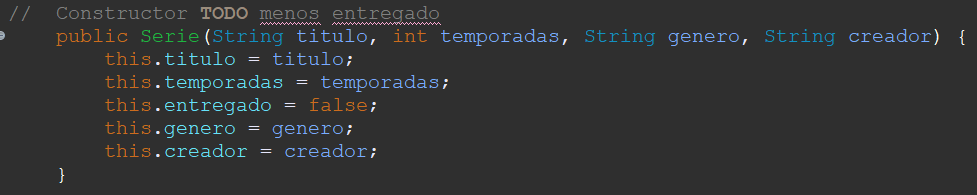 //  Constructor TODO menos entregado
    public Serie(String titulo, int temporadas, String genero, String creador) {
        this.titulo = titulo;
        this.temporadas = temporadas;
        this.entregado = false;
        this.genero = genero;
        this.creador = creador;
    }